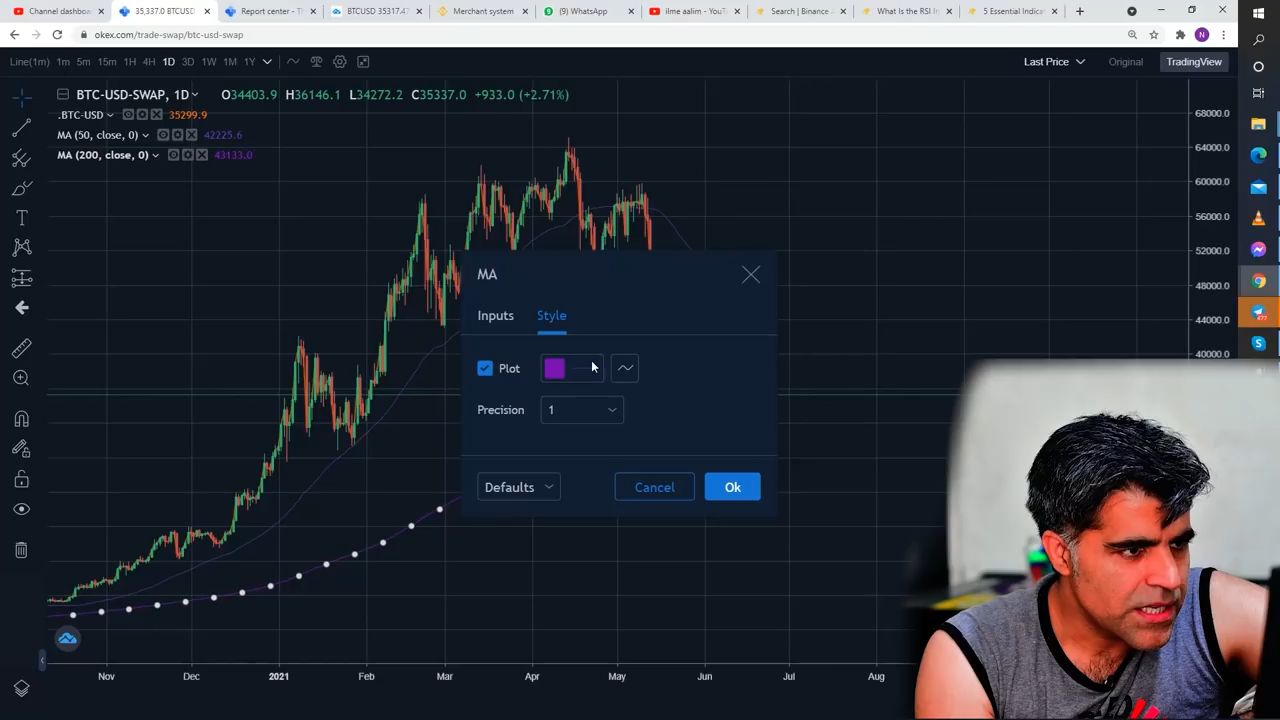 Channel dashboard
35,337.0 BTCUSD
Report center - Th
BTCUSD 35317.47
Merchant system
(9) WhatsApp
ilme aalim - YouT
Search | Binance A
What Is the RSI In
5 Essential Indicat
okex.com/trade-swap/btc-usd-swap
N
Line(1m) 1m 5m 15m 1H 4H 1D 3D 1W 1M 1Y
Last Price Original TradingView
BTC-USD-SWAP, 1D O34403.9 H36146.1 L34272.2 C35337.0 +933.0 (+2.71%)
.BTC-USD 35299.9
MA (50, close, 0) 42225.6
MA (200, close, 0) 43133.0
68000.0
64000.0
60000.0
56000.0
52000.0
48000.0
44000.0
40000.0
MA
Inputs Style
Plot
Precision 1
Defaults Cancel Ok
Nov Dec 2021 Feb Mar Apr May Jun Jul Aug